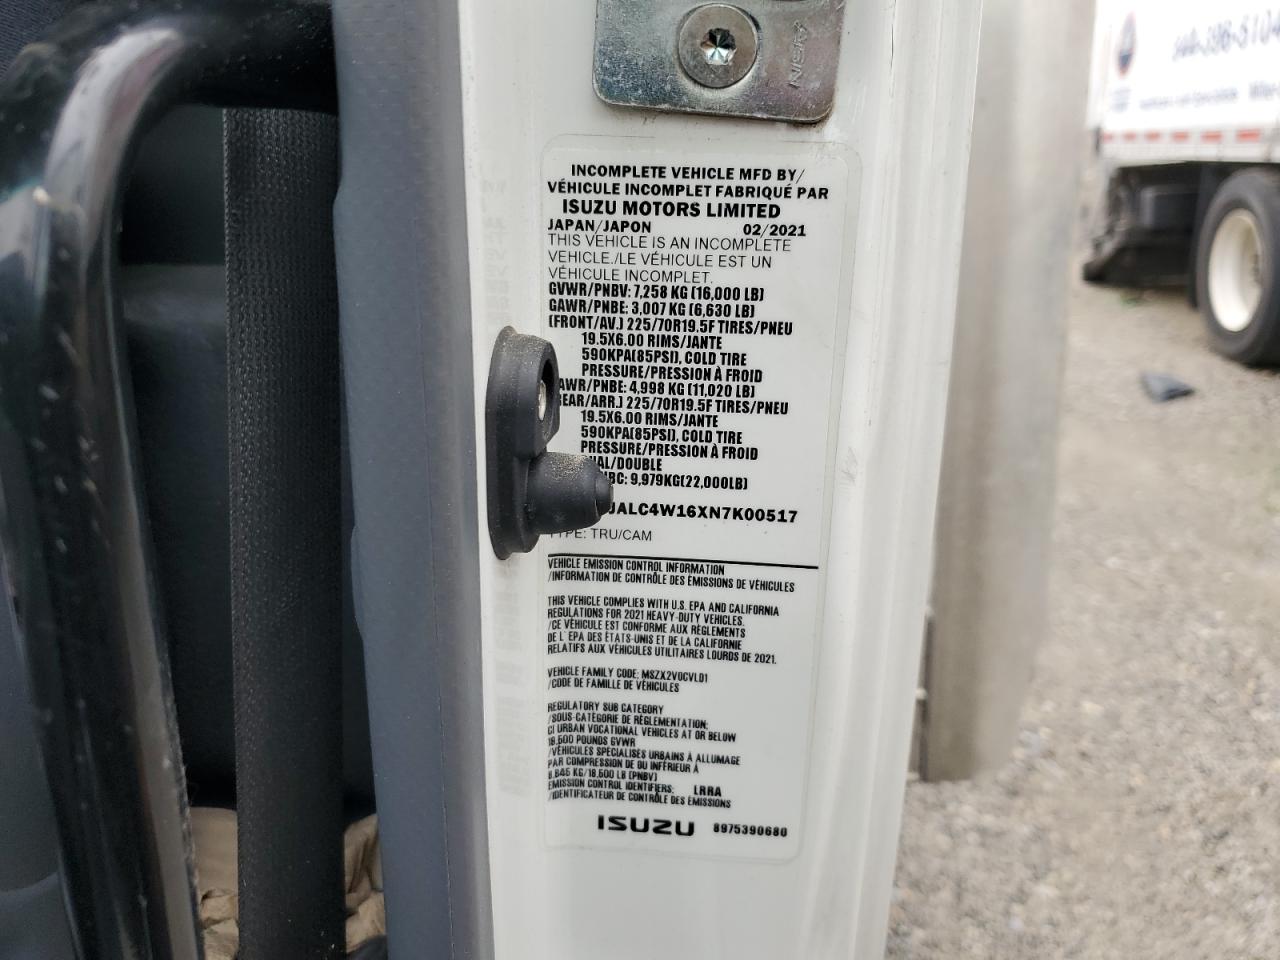 AISIN
INCOMPLETE VEHICLE MFD BY/
VÉHICULE INCOMPLET FABRIQUÉ PAR
ISUZU MOTORS LIMITED
JAPAN/JAPON 02/2021
THIS VEHICLE IS AN INCOMPLETE
VEHICLE./LE VÉHICULE EST UN
VÉHICULE INCOMPLET.
GVWR/PNBV: 7,258 KG (16,000 LB)
GAWR/PNBE: 3,007 KG (6,630 LB)
(FRONT/AV.) 225/70R19.5F TIRES/PNEU
19.5X6.00 RIMS/JANTE
590KPA(85PSI), COLD TIRE
PRESSURE/PRESSION À FROID
AWR/PNBE: 4,998 KG (11,020 LB)
EAR/ARR.) 225/70R19.5F TIRES/PNEU
19.5X6.00 RIMS/JANTE
590KPA(85PSI), COLD TIRE
PRESSURE/PRESSION À FROID
UAL/DOUBLE
BC: 9,979KG(22,000LB)
JALC4W16XN7K00517
TYPE: TRU/CAM
VEHICLE EMISSION CONTROL INFORMATION
/INFORMATION DE CONTRÔLE DES ÉMISSIONS DE VÉHICULES
THIS VEHICLE COMPLIES WITH U.S. EPA AND CALIFORNIA
REGULATIONS FOR 2021 HEAVY-DUTY VEHICLES.
/CE VÉHICULE EST CONFORME AUX RÈGLEMENTS
DE L'EPA DES ÉTATS-UNIS ET DE LA CALIFORNIE
RELATIFS AUX VÉHICULES UTILITAIRES LOURDS DE 2021.
VEHICLE FAMILY CODE: MSZX2VOCVLD1
/CODE DE FAMILLE DE VÉHICULES
REGULATORY SUB CATEGORY
/SOUS-CATÉGORIE DE RÉGLEMENTATION:
CI URBAN VOCATIONAL VEHICLES AT OR BELOW
19,500 POUNDS GVWR
/VÉHICULES SPÉCIALISÉS URBAINS À ALLUMAGE
PAR COMPRESSION DE OU INFÉRIEUR À
8,845 KG/19,500 LB (PNBV)
EMISSION CONTROL IDENTIFIERS: LRRA
/IDENTIFICATEUR DE CONTRÔLE DES ÉMISSIONS
ISUZU 8975390680